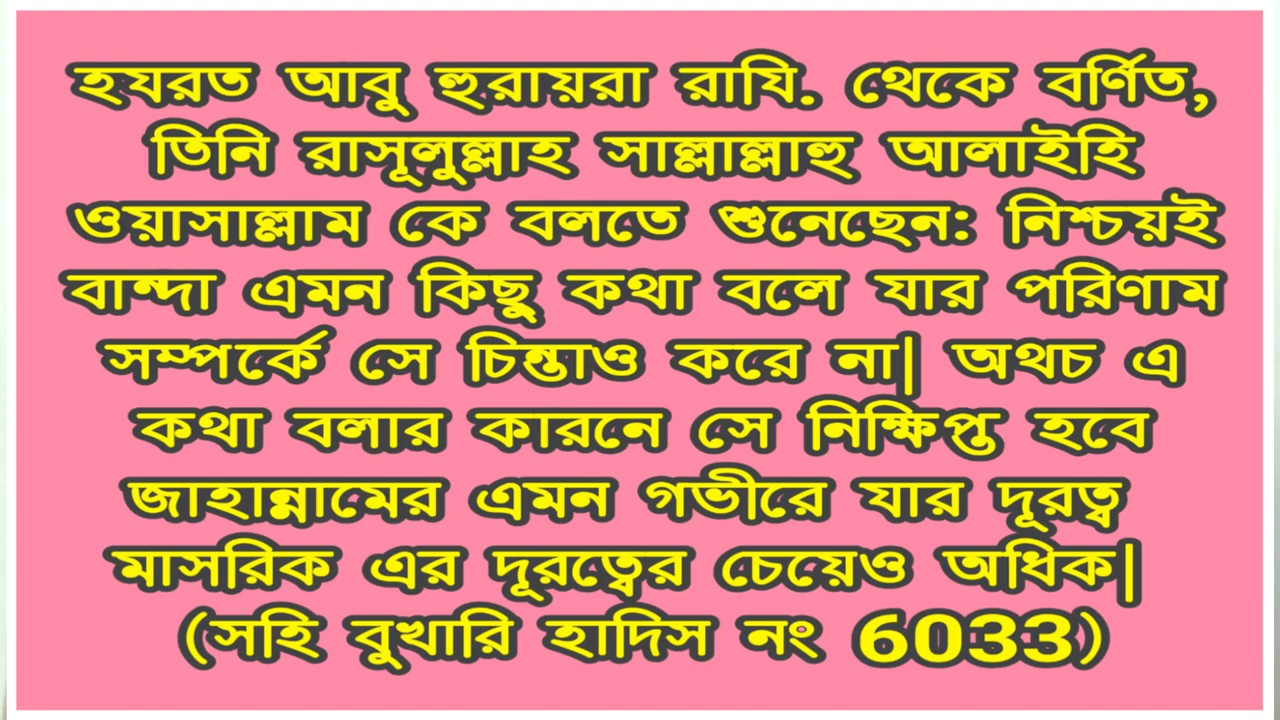 হযরত আবু হুরায়রা রাযি. থেকে বর্ণিত,
তিনি রাসূলুল্লাহ সাল্লাল্লাহু আলাইহি
ওয়াসাল্লাম কে বলতে শুনেছেন: নিশ্চয়ই
বান্দা এমন কিছু কথা বলে যার পরিণাম
সম্পর্কে সে চিন্তাও করে না| অথচ এ
কথা বলার কারনে সে নিক্ষিপ্ত হবে
জাহান্নামের এমন গভীরে যার দূরত্ব
মাসরিক এর দূরত্বের চেয়েও অধিক|
(সহি বুখারি হাদিস নং 6033)